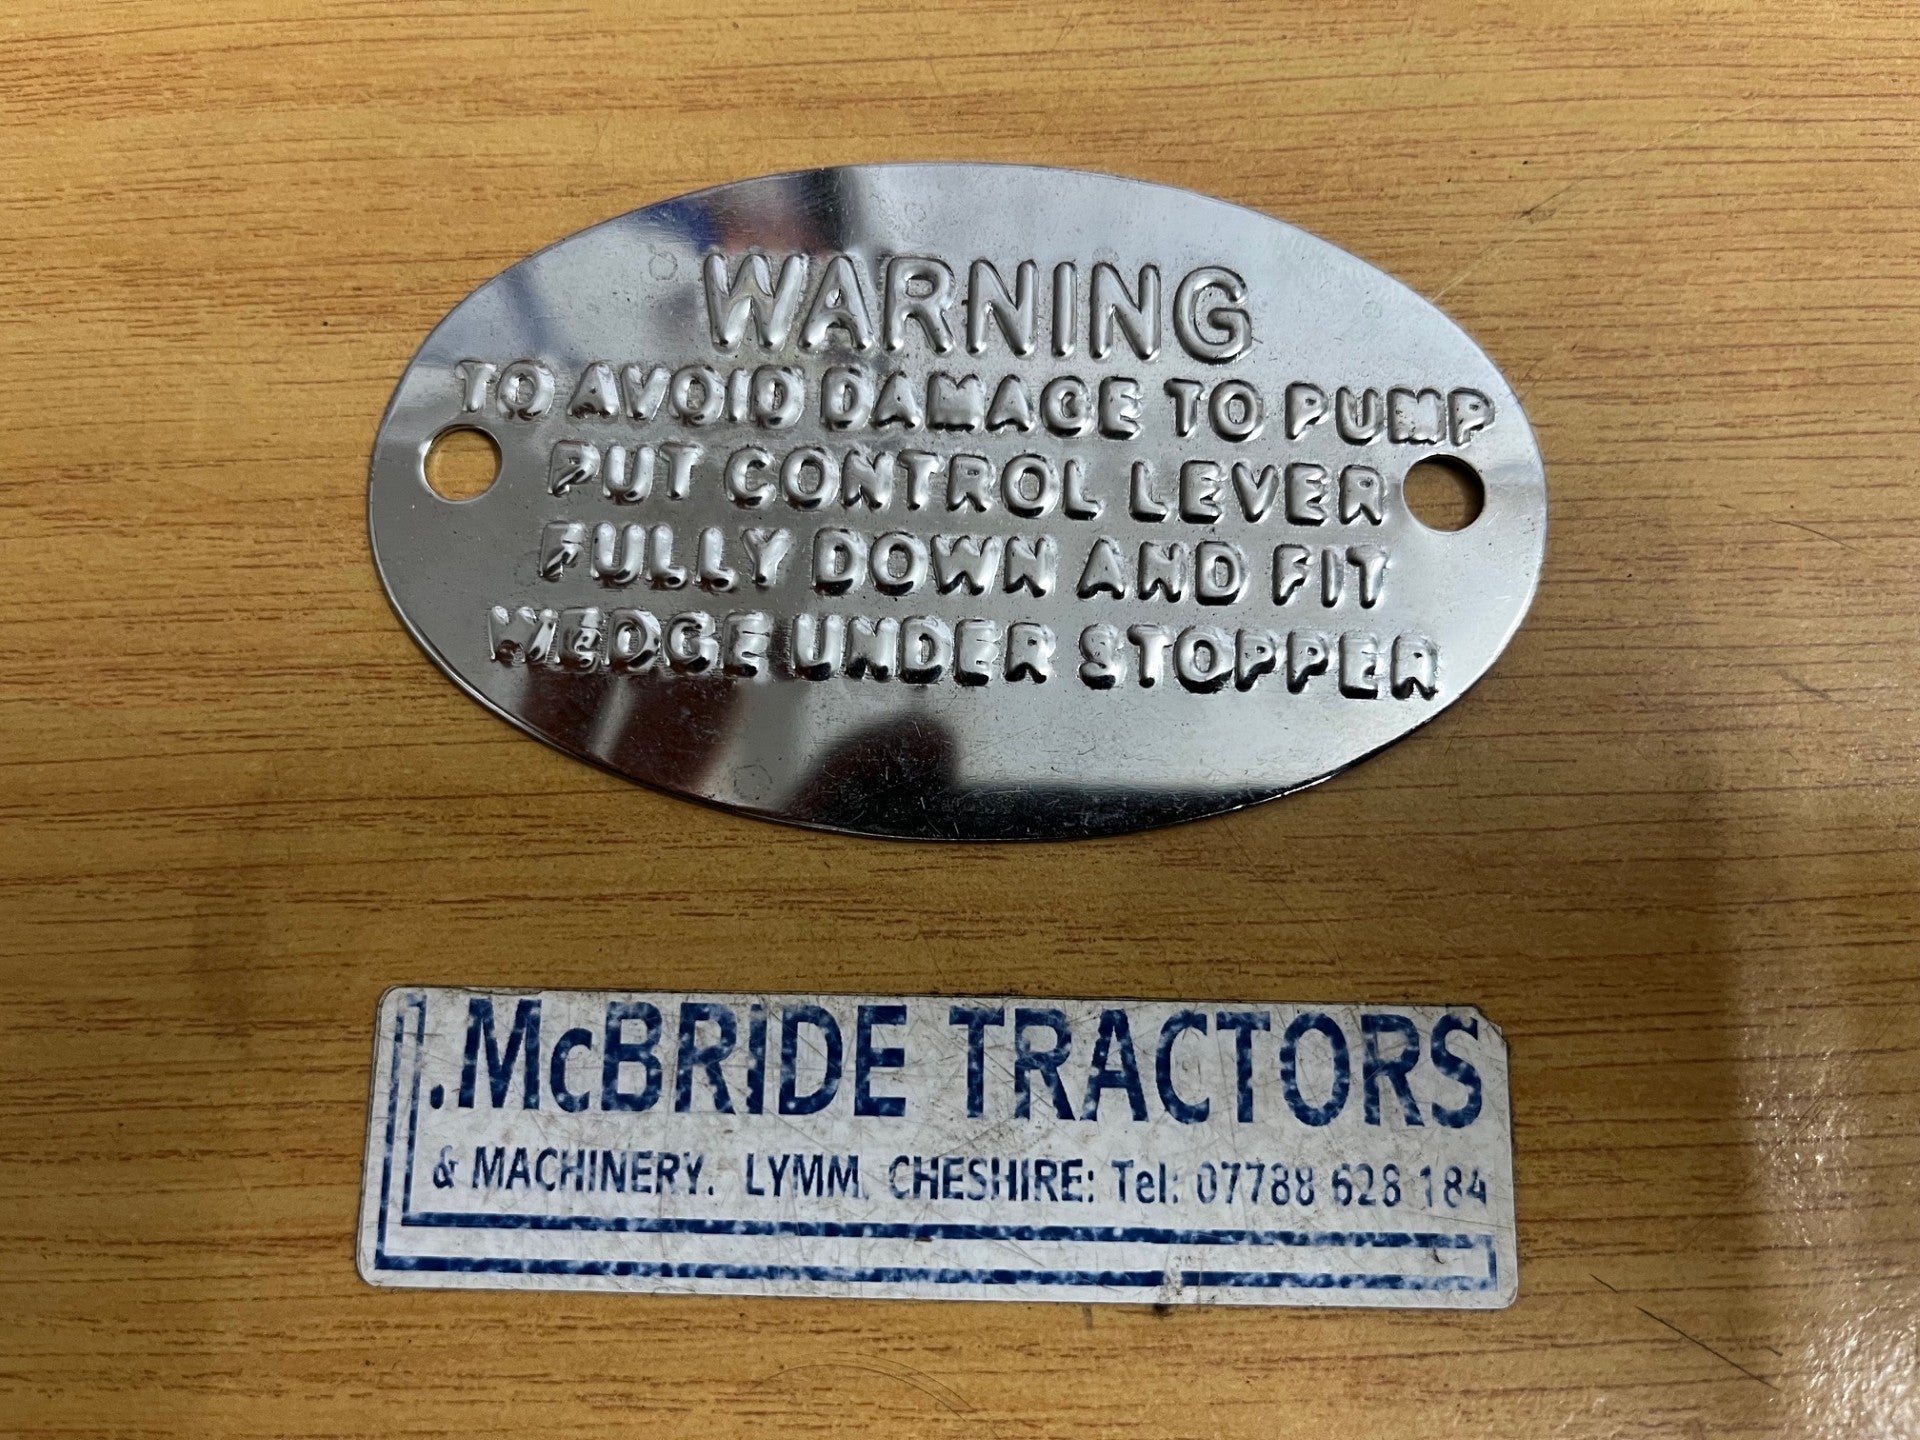 WARNING
TO AVOID DAMAGE TO PUMP
PUT CONTROL LEVER
FULLY DOWN AND FIT
WEDGE UNDER STOPPER
.McBRIDE TRACTORS
& MACHINERY. LYMM. CHESHIRE: Tel: 07788 628 184